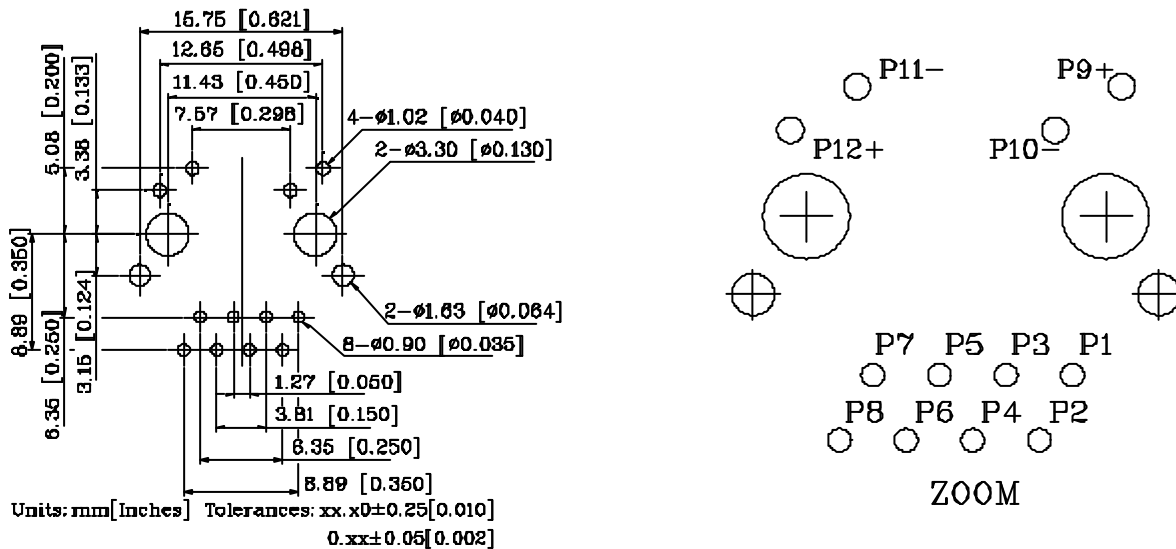 15.75 [0.621]
12.65 [0.498]
11.43 [0.450]
7.57 [0.298]
5.08 [0.200]
3.38 [0.133]
4-ø1.02 [ø0.040]
2-ø3.30 [ø0.130]
8.89 [0.350]
6.35 [0.250]
3.15 [0.124]
2-ø1.63 [ø0.064]
8-ø0.90 [ø0.035]
1.27 [0.050]
3.81 [0.150]
6.35 [0.250]
8.89 [0.350]
Units: mm[Inches] Tolerances: xx.x0±0.25[0.010]
0.xx±0.05[0.002]
P11- P9+
P12+ P10-
P7 P5 P3 P1
P8 P6 P4 P2
ZOOM